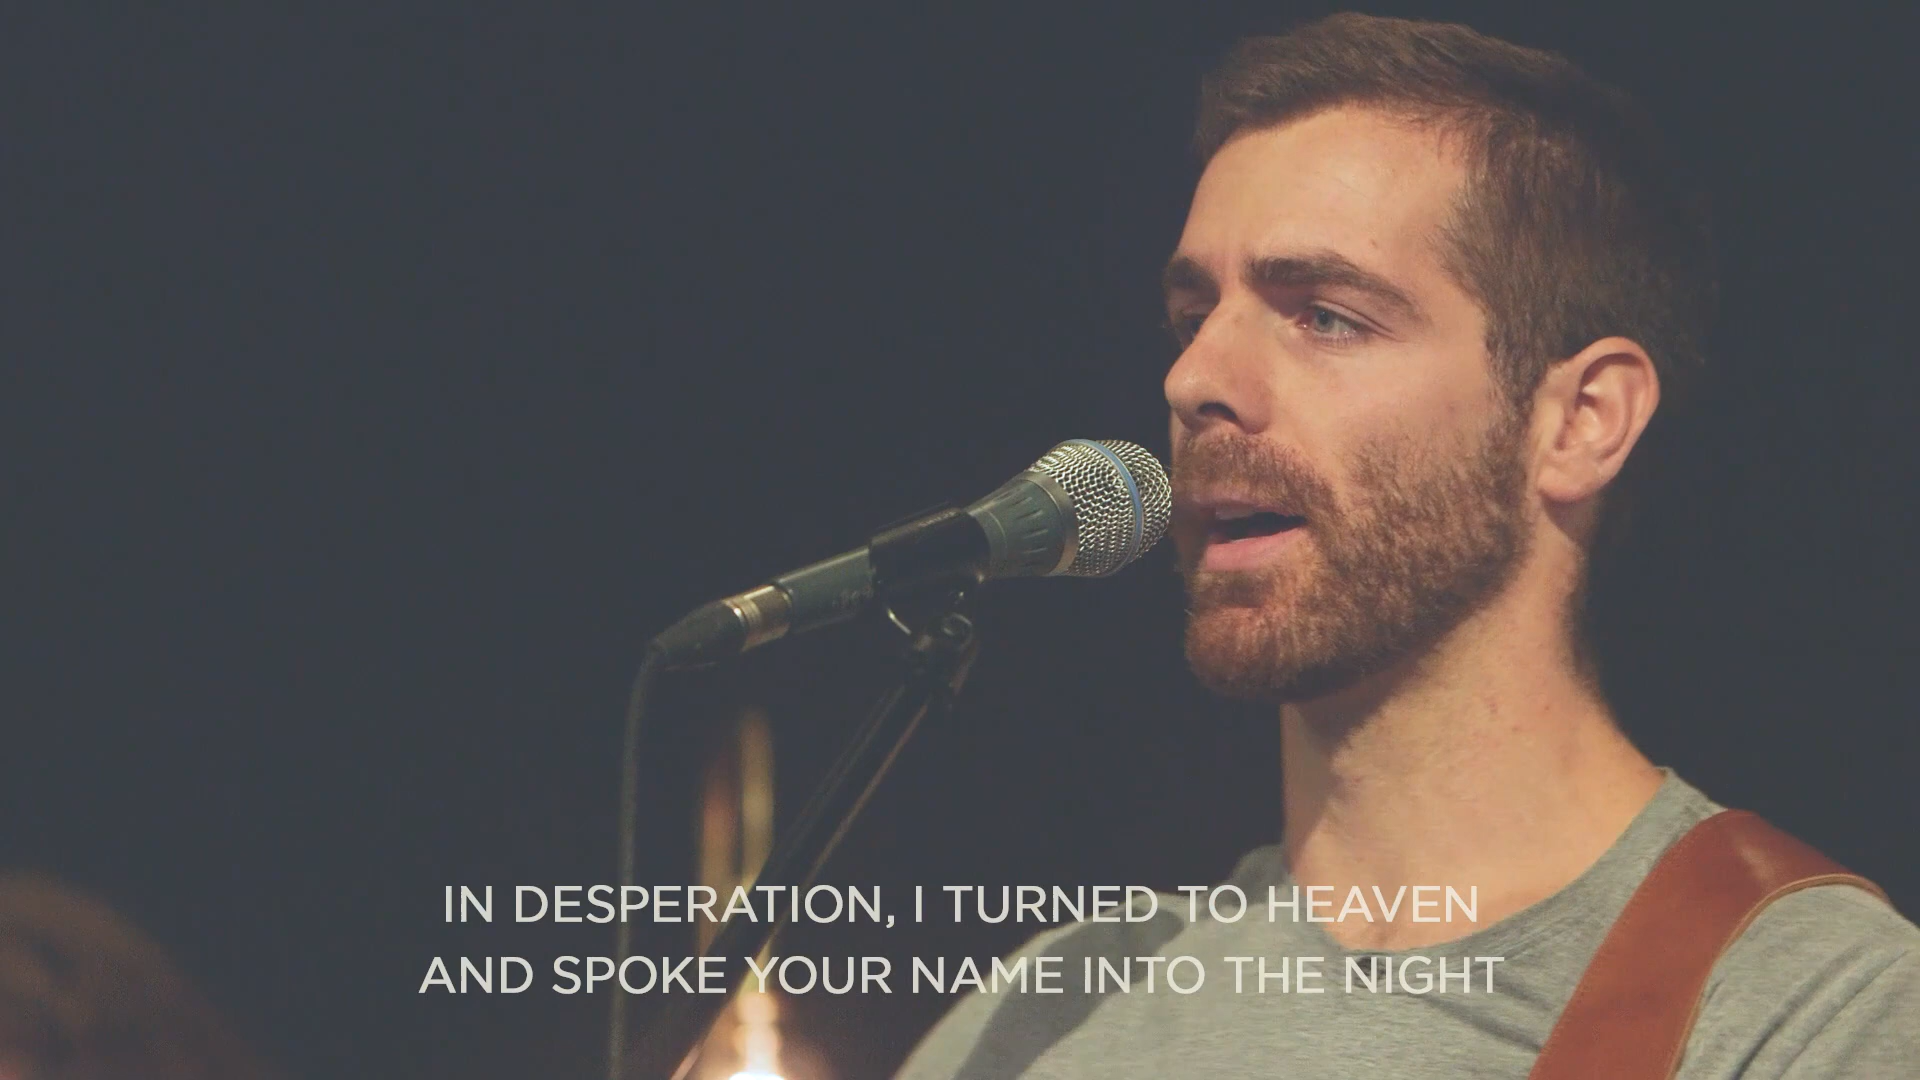 IN DESPERATION, I TURNED TO HEAVEN
AND SPOKE YOUR NAME INTO THE NIGHT